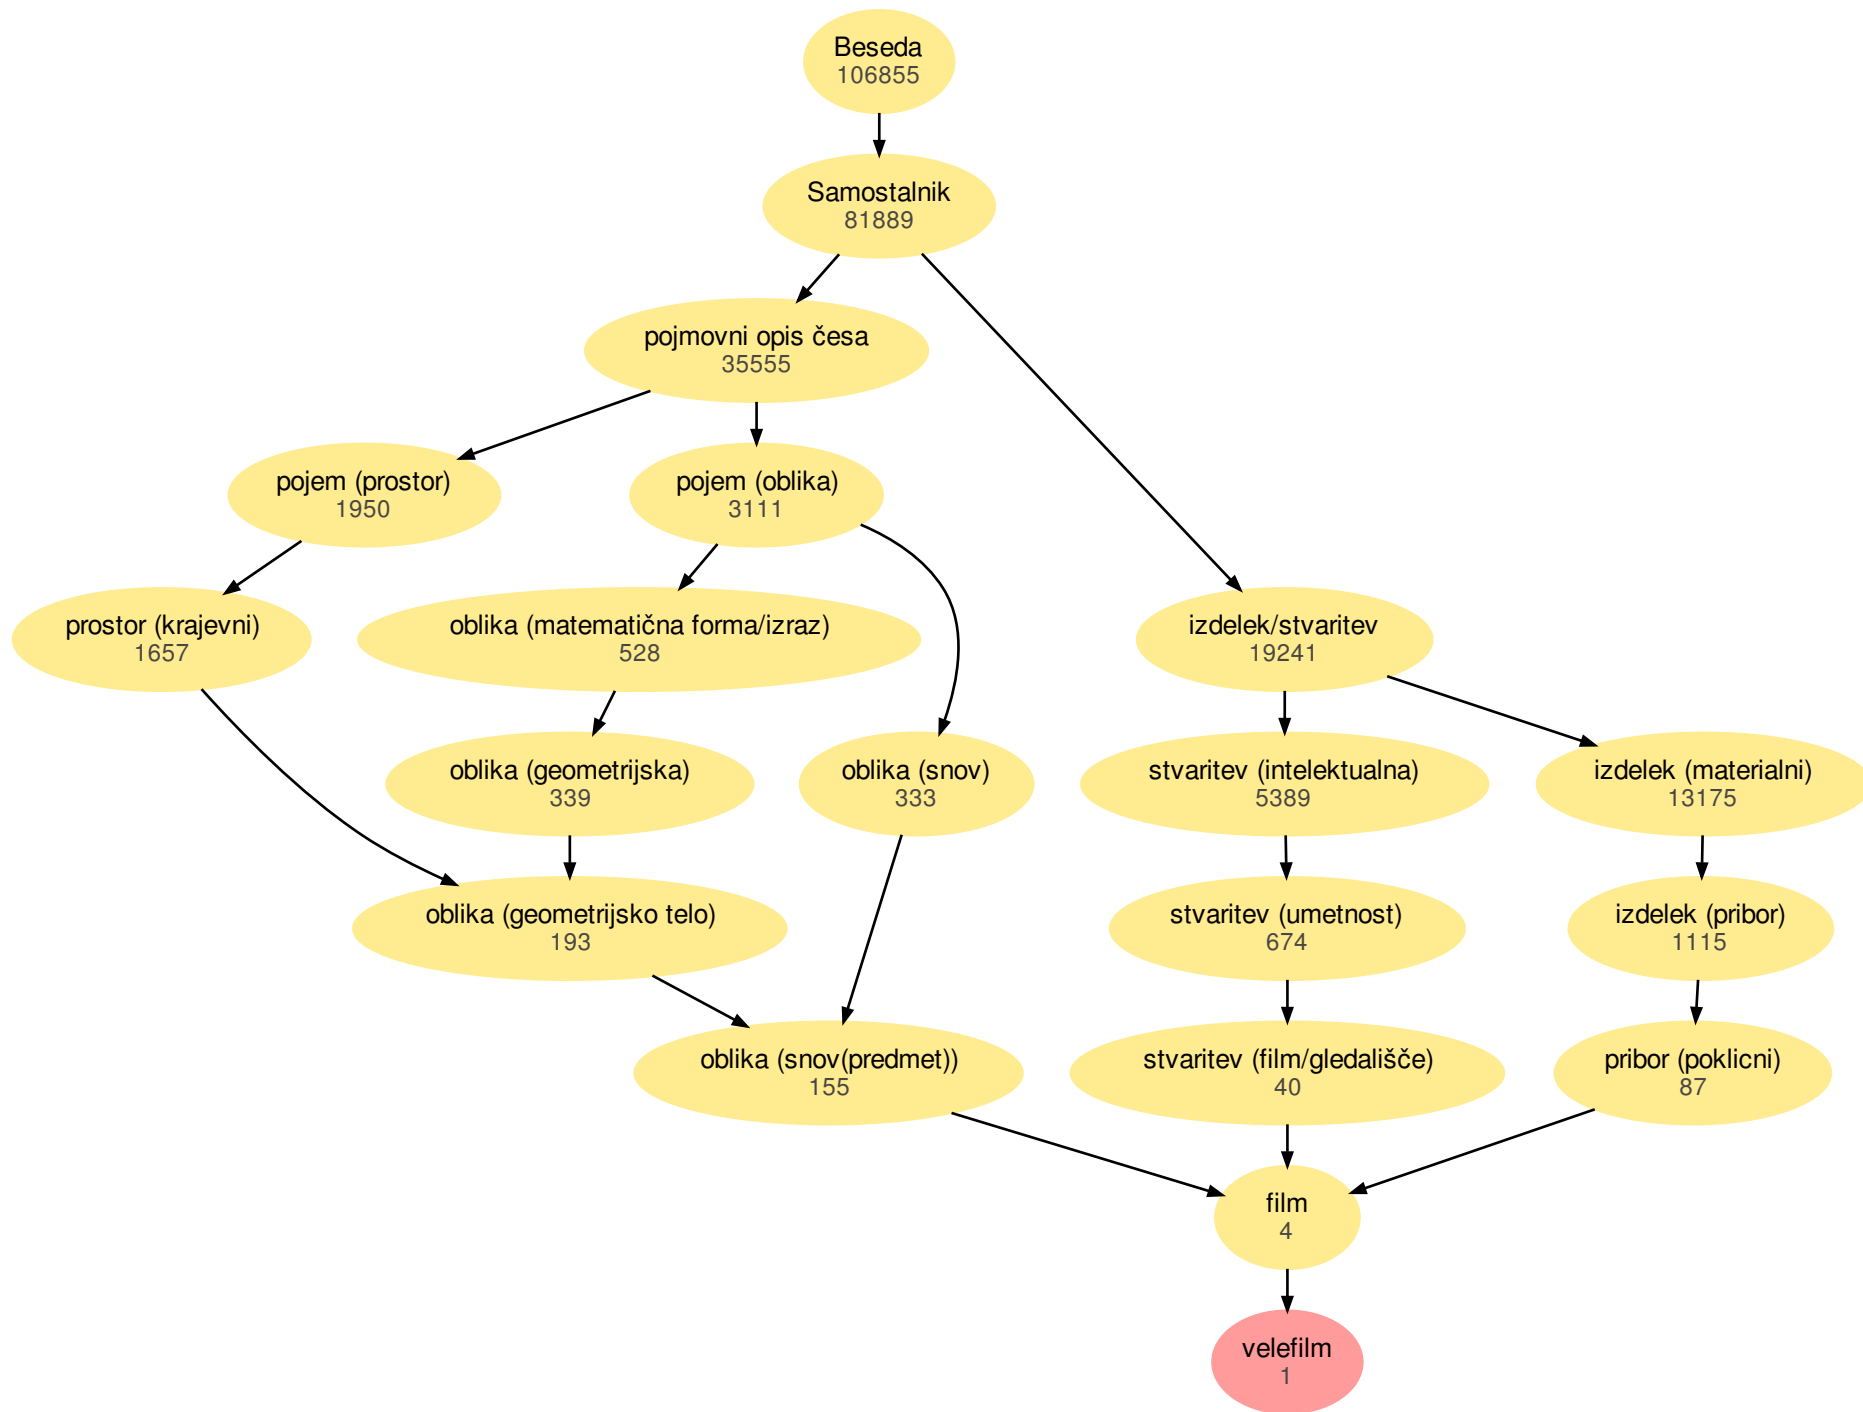 Beseda
106855
Samostalnik
81889
pojmovni opis česa
35555
pojem (prostor)
1950
pojem (oblika)
3111
prostor (krajevni)
1657
oblika (matematična forma/izraz)
528
izdelek/stvaritev
19241
oblika (geometrijska)
339
oblika (snov)
333
stvaritev (intelektualna)
5389
izdelek (materialni)
13175
oblika (geometrijsko telo)
193
stvaritev (umetnost)
674
izdelek (pribor)
1115
oblika (snov(predmet))
155
stvaritev (film/gledališče)
40
pribor (poklicni)
87
film
4
velefilm
1